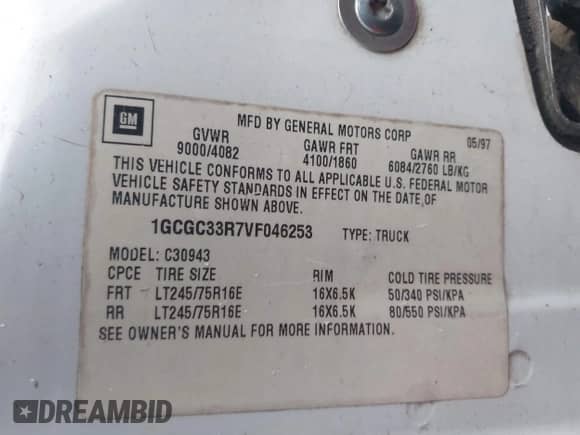 GM
MFD BY GENERAL MOTORS CORP 05/97
GVWR GAWR FRT GAWR RR
9000/4082 4100/1860 6084/2760 LB/KG
THIS VEHICLE CONFORMS TO ALL APPLICABLE U.S. FEDERAL MOTOR
VEHICLE SAFETY STANDARDS IN EFFECT ON THE DATE OF
MANUFACTURE SHOWN ABOVE.
1GCGC33R7VF046253 TYPE: TRUCK
MODEL: C30943
CPCE TIRE SIZE RIM COLD TIRE PRESSURE
FRT LT245/75R16E 16X6.5K 50/340 PSI/KPA
RR LT245/75R16E 16X6.5K 80/550 PSI/KPA
SEE OWNER'S MANUAL FOR MORE INFORMATION.
DREAMBID